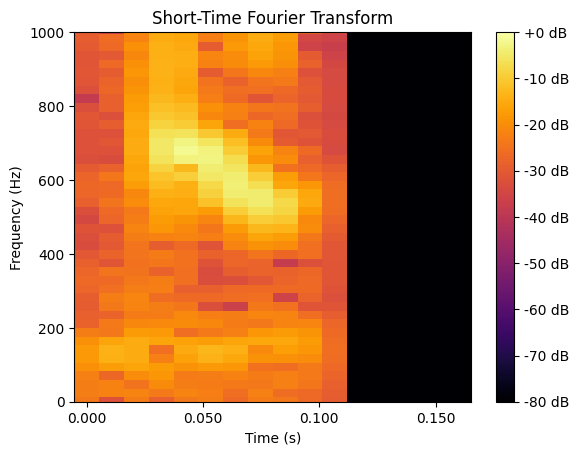 Short-Time Fourier Transform
Frequency (Hz)
1000
800
600
400
200
0
0.000
0.050
0.100
0.150
Time (s)
+0 dB
-10 dB
-20 dB
-30 dB
-40 dB
-50 dB
-60 dB
-70 dB
-80 dB